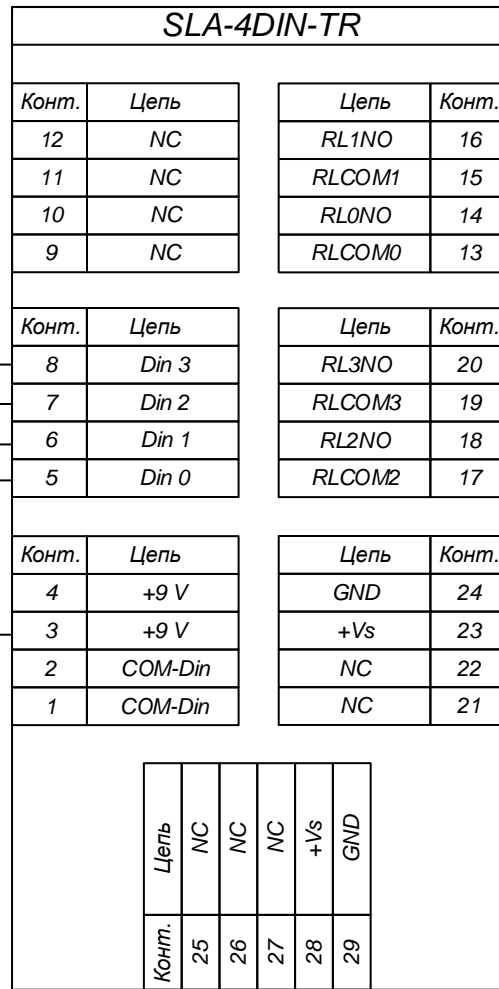 SLA-4DIN-TR
Конт. Цепь Цепь Конт.
12 NC RL1NO 16
11 NC RLCOM1 15
10 NC RL0NO 14
9 NC RLCOM0 13
Конт. Цепь Цепь Конт.
8 Din 3 RL3NO 20
7 Din 2 RLCOM3 19
6 Din 1 RL2NO 18
5 Din 0 RLCOM2 17
Конт. Цепь Цепь Конт.
4 +9 V GND 24
3 +9 V +Vs 23
2 COM-Din NC 22
1 COM-Din NC 21
Цепь NC NC NC +Vs GND
Конт. 25 26 27 28 29